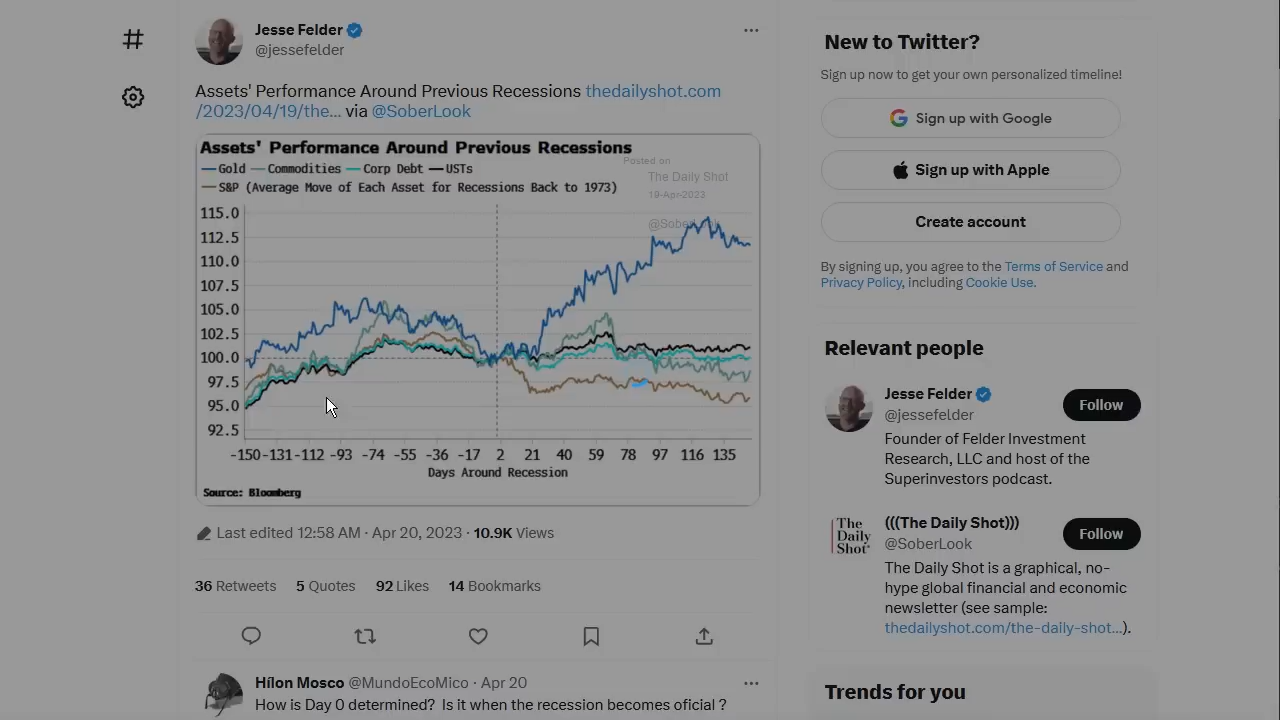 Jesse Felder
@jessefelder
Assets' Performance Around Previous Recessions thedailyshot.com
/2023/04/19/the... via @SoberLook
Assets' Performance Around Previous Recessions
Gold Commodities Corp Debt USTs
S&P (Average Move of Each Asset for Recessions Back to 1973)
Posted on
The Daily Shot
19-Apr-2023
@SoberLook
115.0
112.5
110.0
107.5
105.0
102.5
100.0
97.5
95.0
92.5
-150 -131 -112 -93 -74 -55 -36 -17 2 21 40 59 78 97 116 135
Days Around Recession
Source: Bloomberg
Last edited 12:58 AM · Apr 20, 2023 · 10.9K Views
36 Retweets 5 Quotes 92 Likes 14 Bookmarks
Hílon Mosco @MundoEcoMico · Apr 20
How is Day 0 determined? Is it when the recession becomes oficial ?
New to Twitter?
Sign up now to get your own personalized timeline!
Sign up with Google
Sign up with Apple
Create account
By signing up, you agree to the Terms of Service and
Privacy Policy, including Cookie Use.
Relevant people
Jesse Felder
@jessefelder
Follow
Founder of Felder Investment
Research, LLC and host of the
Superinvestors podcast.
The
Daily
Shot
(((The Daily Shot)))
@SoberLook
Follow
The Daily Shot is a graphical, no-
hype global financial and economic
newsletter (see sample:
thedailyshot.com/the-daily-shot...).
Trends for you